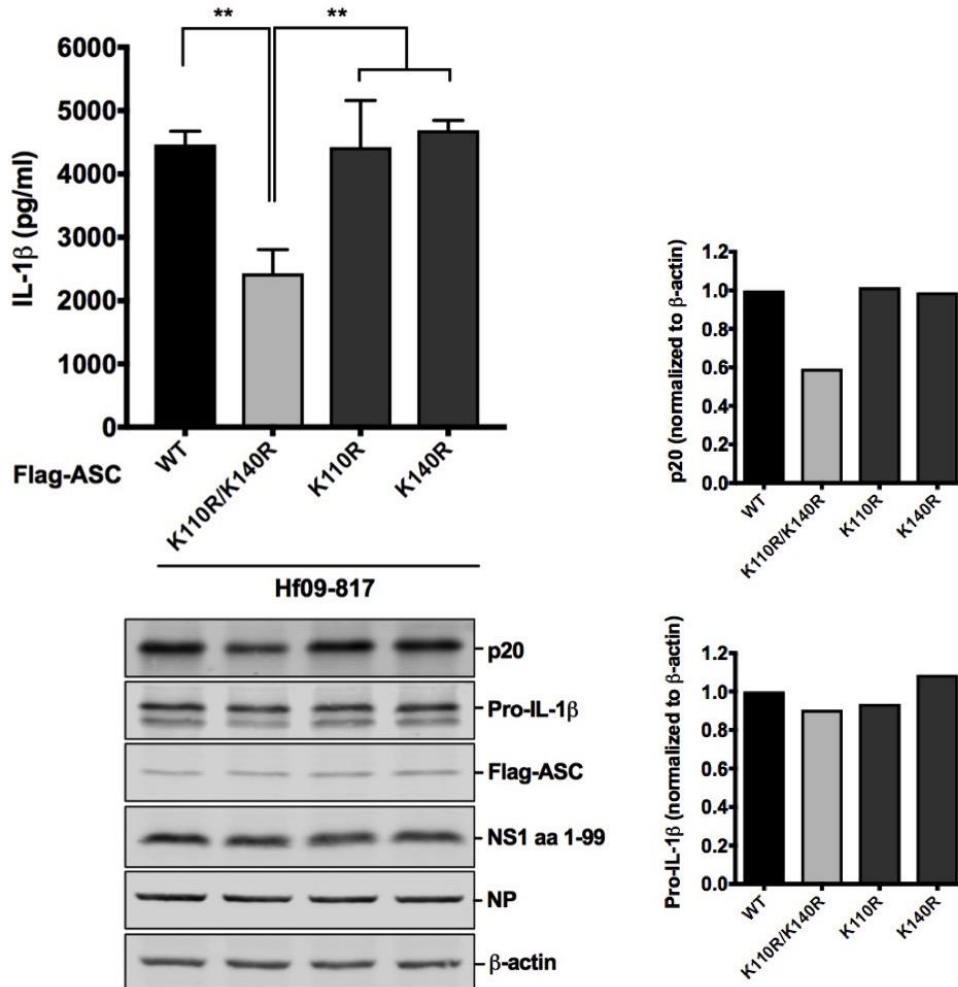 ** **
IL-1β (pg/ml)
6000
5000
4000
3000
2000
1000
0
Flag-ASC
WT
K110R/K140R
K110R
K140R
Hf09-817
p20
Pro-IL-1β
Flag-ASC
NS1 aa 1-99
NP
β-actin
p20 (normalized to β-actin)
1.2
1.0
0.8
0.6
0.4
0.2
0.0
WT
K110R/K140R
K110R
K140R
Pro-IL-1β (normalized to β-actin)
1.2
1.0
0.8
0.6
0.4
0.2
0.0
WT
K110R/K140R
K110R
K140R